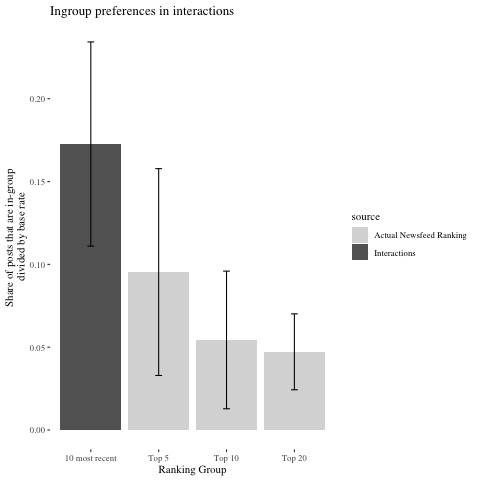 Ingroup preferences in interactions
Share of posts that are in-group
divided by base rate
0.20
0.15
0.10
0.05
0.00
10 most recent
Top 5
Top 10
Top 20
Ranking Group
source
Actual Newsfeed Ranking
Interactions